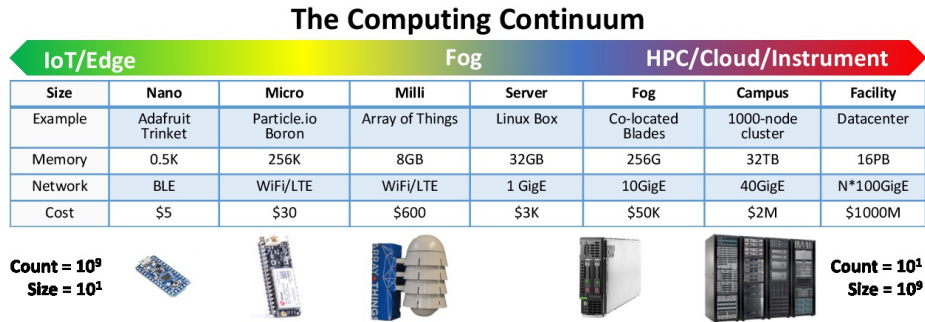 The Computing Continuum
IoT/Edge Fog HPC/Cloud/Instrument
Size Nano Micro Milli Server Fog Campus Facility
Example Adafruit Trinket Particle.io Boron Array of Things Linux Box Co-located Blades 1000-node cluster Datacenter
Memory 0.5K 256K 8GB 32GB 256G 32TB 16PB
Network BLE WiFi/LTE WiFi/LTE 1 GigE 10GigE 40GigE N*100GigE
Cost $5 $30 $600 $3K $50K $2M $1000M
Count = 10⁹
Size = 10¹
Count = 10¹
Size = 10⁹